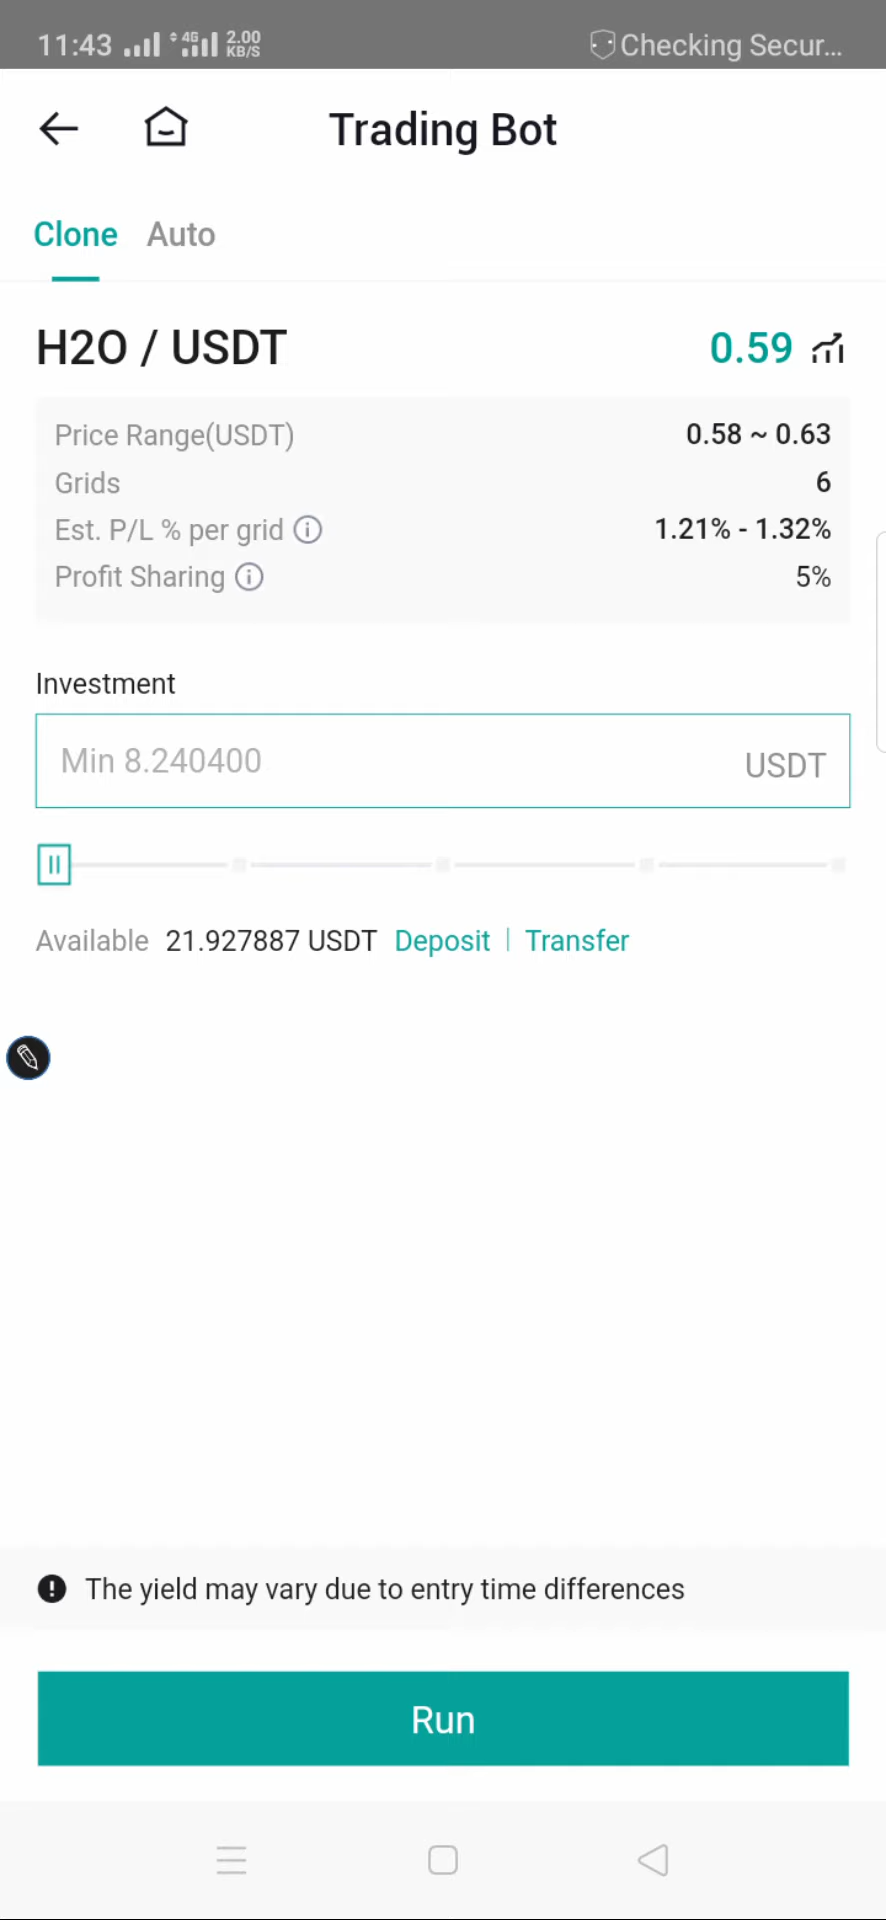 11:43 4G 2.00 KB/S Checking Secur...
Trading Bot
Clone Auto
H2O / USDT 0.59
Price Range(USDT) 0.58 ~ 0.63
Grids 6
Est. P/L % per grid 1.21% - 1.32%
Profit Sharing 5%
Investment
Min 8.240400 USDT
Available 21.927887 USDT Deposit | Transfer
The yield may vary due to entry time differences
Run